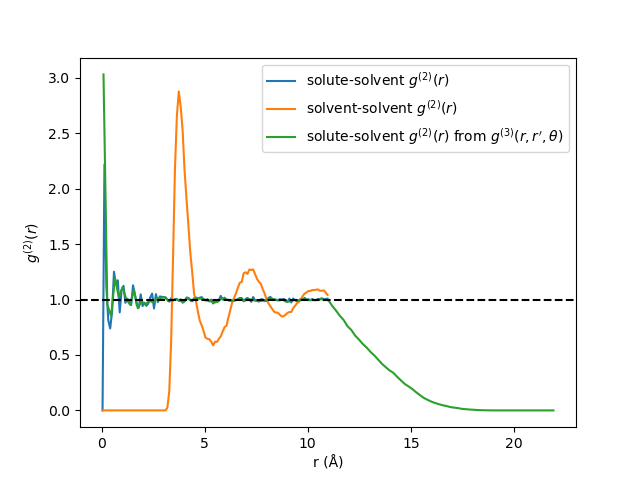 solute-solvent g⁽²⁾(r)
solvent-solvent g⁽²⁾(r)
solute-solvent g⁽²⁾(r) from g⁽³⁾(r, r′, θ)
g⁽²⁾(r)
3.0
2.5
2.0
1.5
1.0
0.5
0.0
0
5
10
15
20
r (Å)